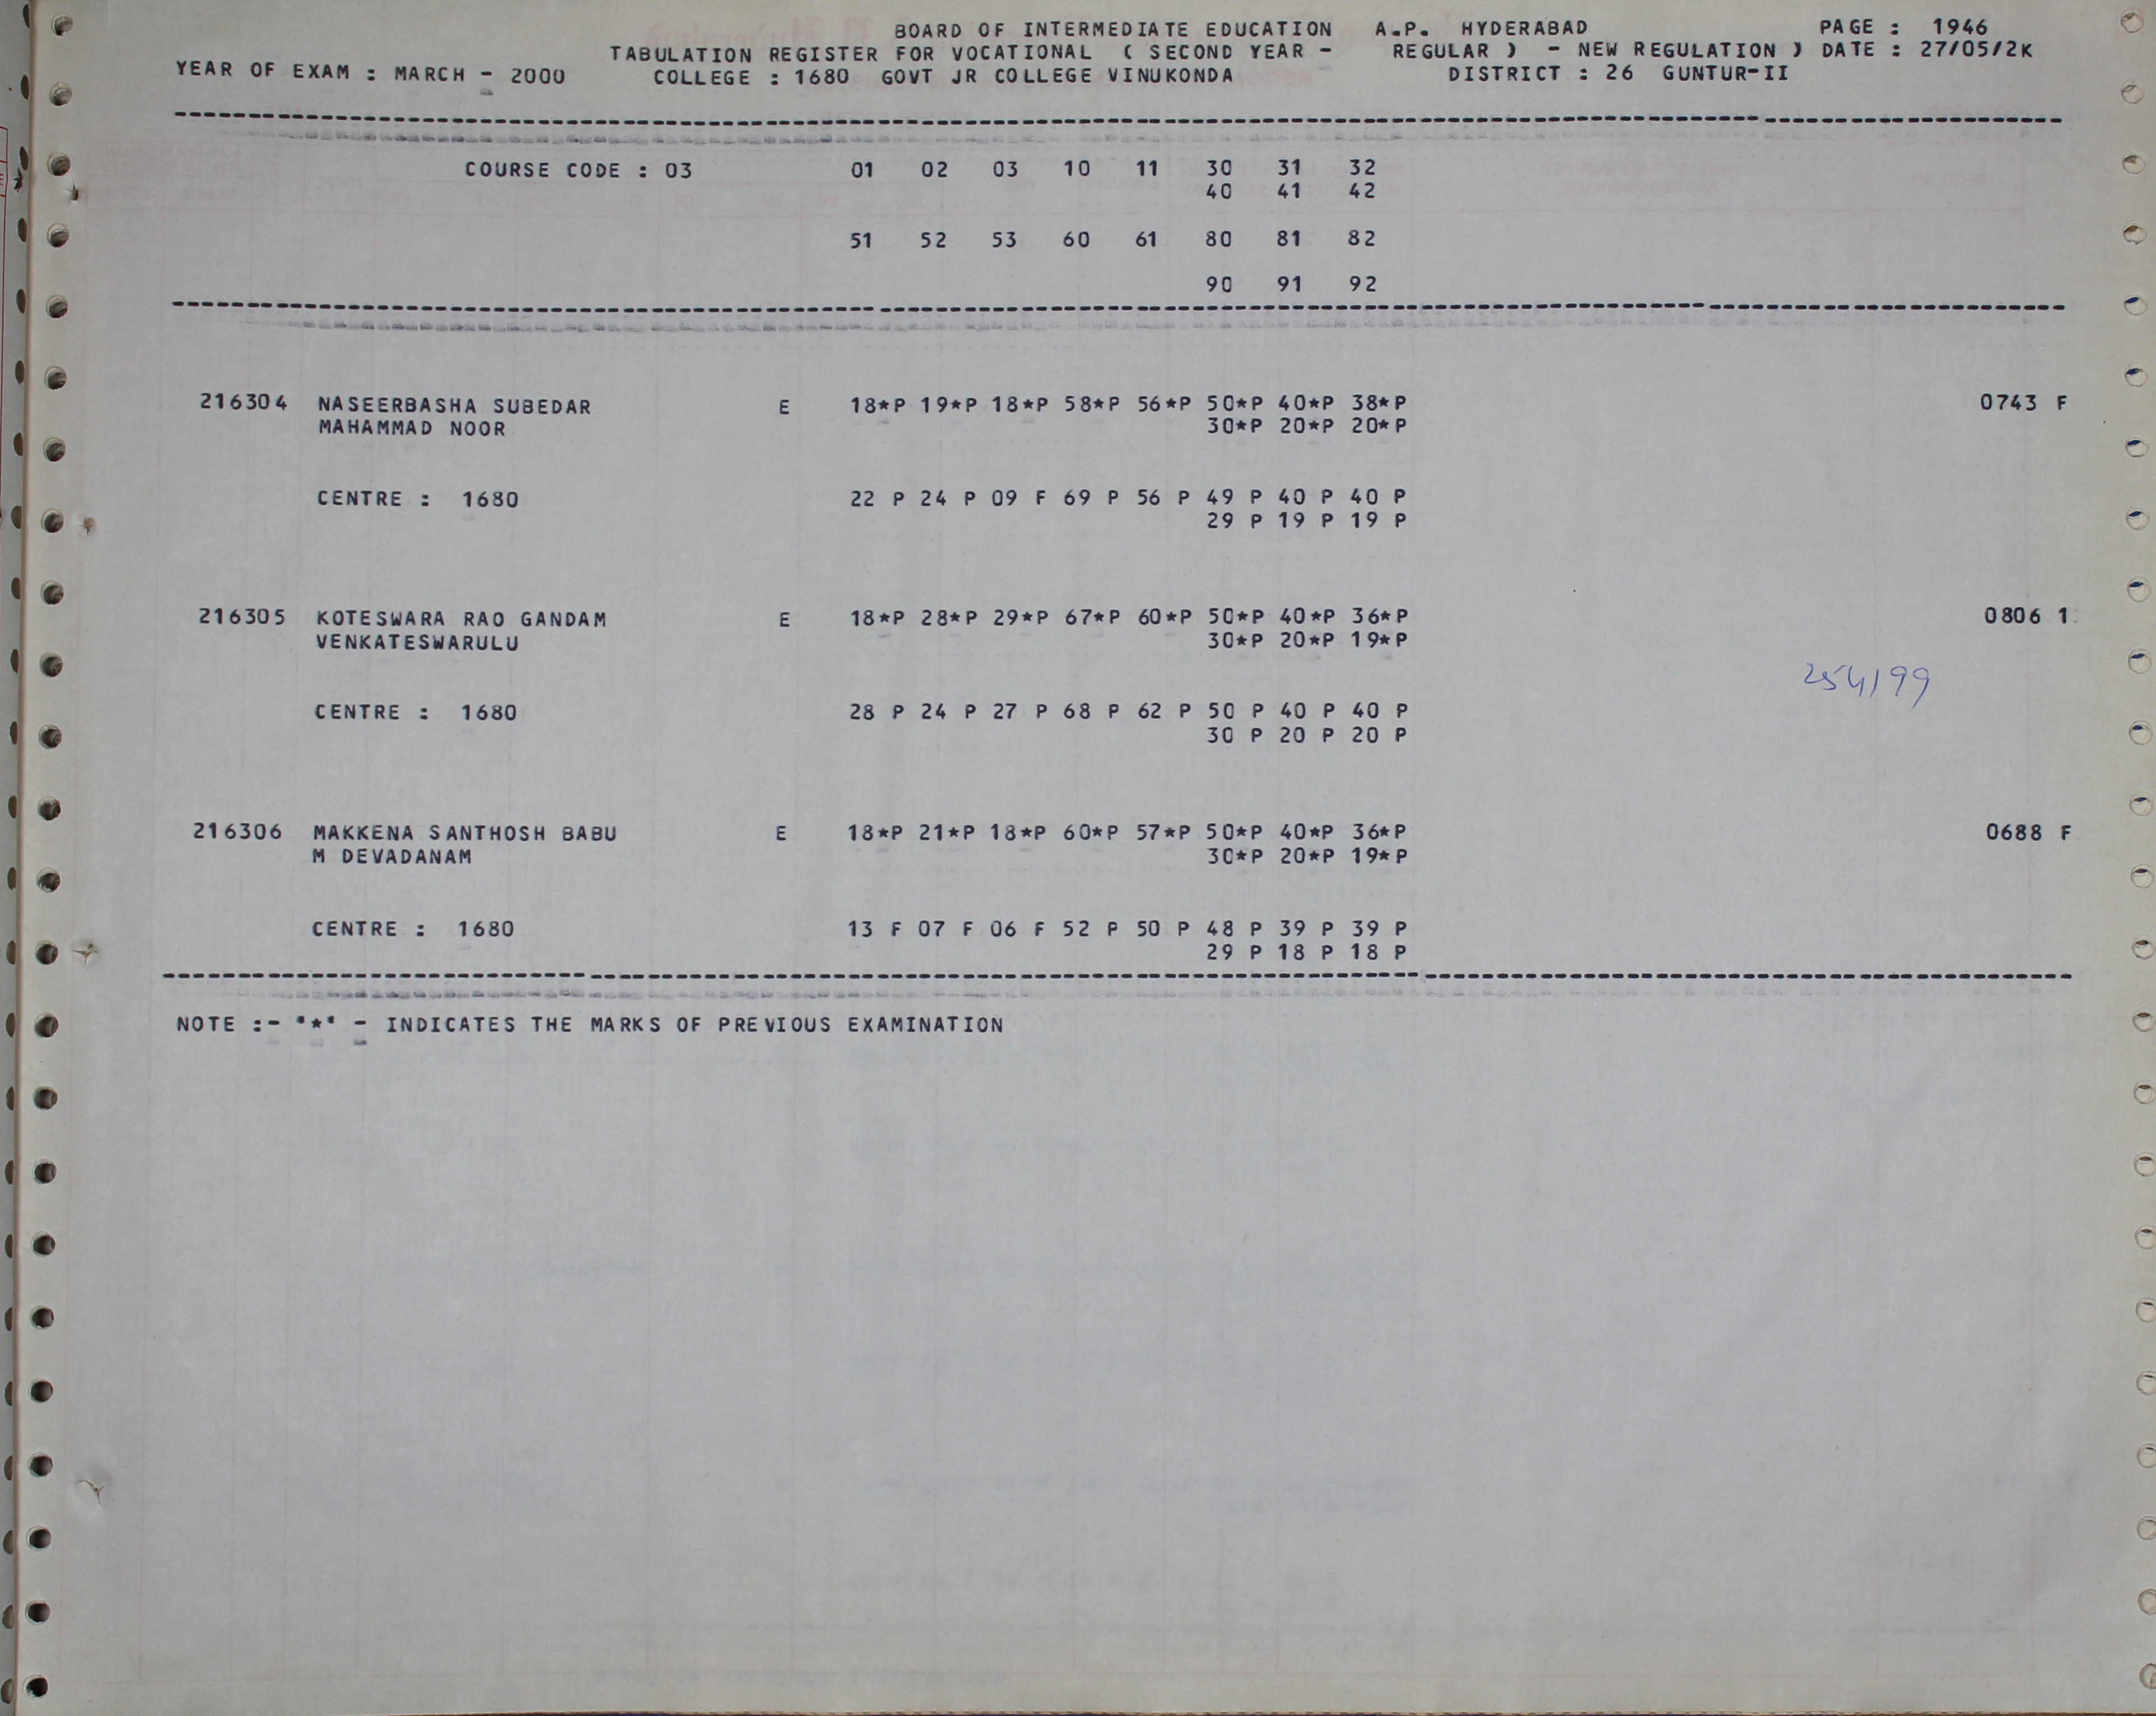 BOARD OF INTERMEDIATE EDUCATION A.P. HYDERABAD PAGE : 1946
TABULATION REGISTER FOR VOCATIONAL ( SECOND YEAR - REGULAR ) - NEW REGULATION ) DATE : 27/05/2K
YEAR OF EXAM : MARCH - 2000 COLLEGE : 1680 GOVT JR COLLEGE VINUKONDA DISTRICT : 26 GUNTUR-II
COURSE CODE : 03 01 02 03 10 11 30 31 32
40 41 42
51 52 53 60 61 80 81 82
90 91 92
216304 NASEERBASHA SUBEDAR E 18*P 19*P 18*P 58*P 56*P 50*P 40*P 38*P 0743 F
MAHAMMAD NOOR 30*P 20*P 20*P
CENTRE : 1680 22 P 24 P 09 F 69 P 56 P 49 P 40 P 40 P
29 P 19 P 19 P
216305 KOTESWARA RAO GANDAM E 18*P 28*P 29*P 67*P 60*P 50*P 40*P 36*P 0806 1
VENKATESWARULU 30*P 20*P 19*P
254199
CENTRE : 1680 28 P 24 P 27 P 68 P 62 P 50 P 40 P 40 P
30 P 20 P 20 P
216306 MAKKENA SANTHOSH BABU E 18*P 21*P 18*P 60*P 57*P 50*P 40*P 36*P 0688 F
M DEVADANAM 30*P 20*P 19*P
CENTRE : 1680 13 F 07 F 06 F 52 P 50 P 48 P 39 P 39 P
29 P 18 P 18 P
NOTE :- '*' - INDICATES THE MARKS OF PREVIOUS EXAMINATION